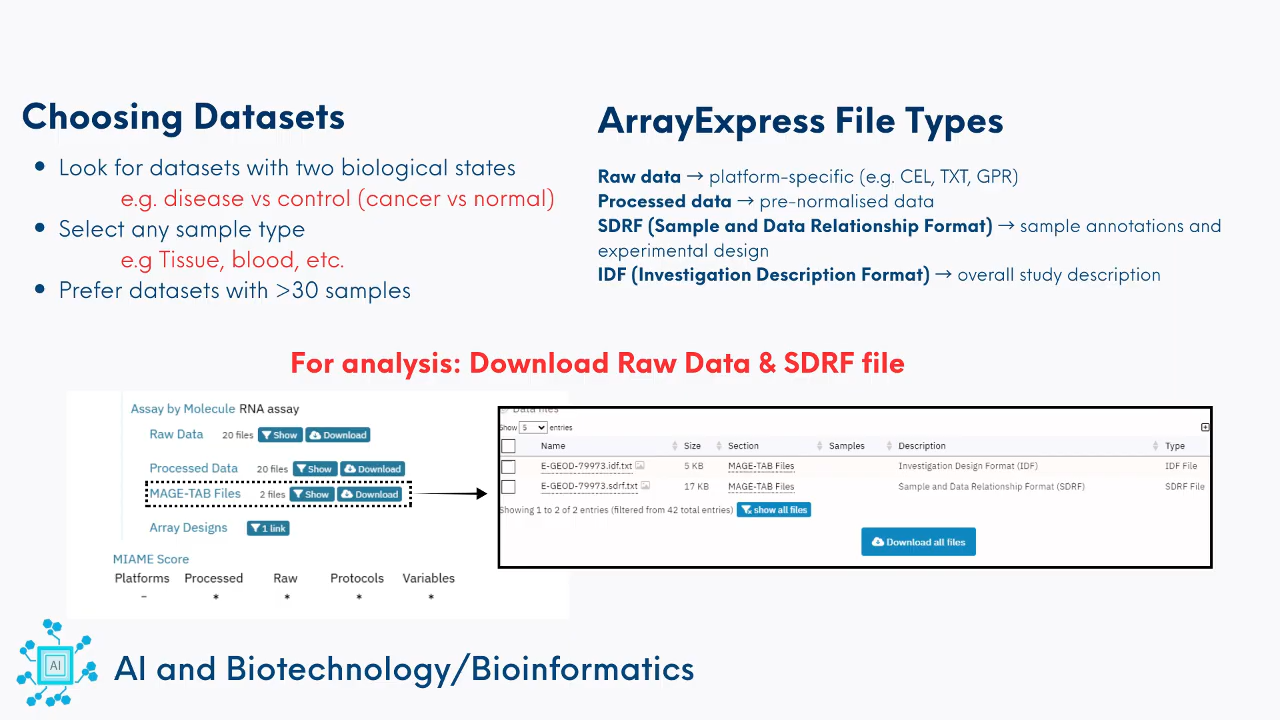 Choosing Datasets
• Look for datasets with two biological states
e.g. disease vs control (cancer vs normal)
• Select any sample type
e.g Tissue, blood, etc.
• Prefer datasets with >30 samples
ArrayExpress File Types
Raw data → platform-specific (e.g. CEL, TXT, GPR)
Processed data → pre-normalised data
SDRF (Sample and Data Relationship Format) → sample annotations and
experimental design
IDF (Investigation Description Format) → overall study description
For analysis: Download Raw Data & SDRF file
Assay by Molecule RNA assay
Raw Data 20 files Show Download
Processed Data 20 files Show Download
MAGE-TAB Files 2 files Show Download
Array Designs 1 link
MIAME Score
Platforms Processed Raw Protocols Variables
– * * * *
Data files
Show 5 entries
Name Size Section Samples Description Type
E-GEOD-79973.idf.txt 5 KB MAGE-TAB Files Investigation Design Format (IDF) IDF File
E-GEOD-79973.sdrf.txt 17 KB MAGE-TAB Files Sample and Data Relationship Format (SDRF) SDRF File
Showing 1 to 2 of 2 entries (filtered from 42 total entries) show all files
Download all files
AI
AI and Biotechnology/Bioinformatics